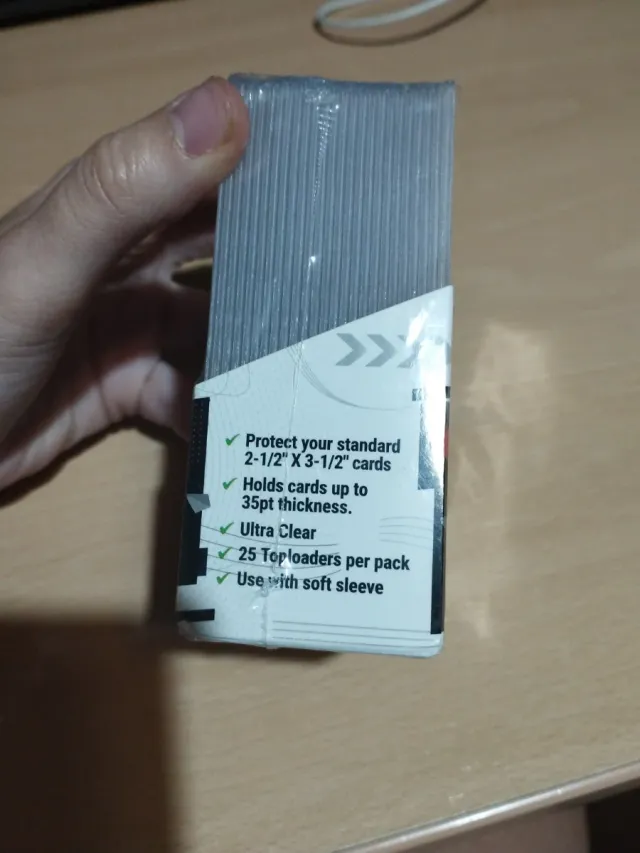 Protect your standard
2-1/2" X 3-1/2" cards
Holds cards up to
35pt thickness.
Ultra Clear
25 Toploaders per pack
Use with soft sleeve